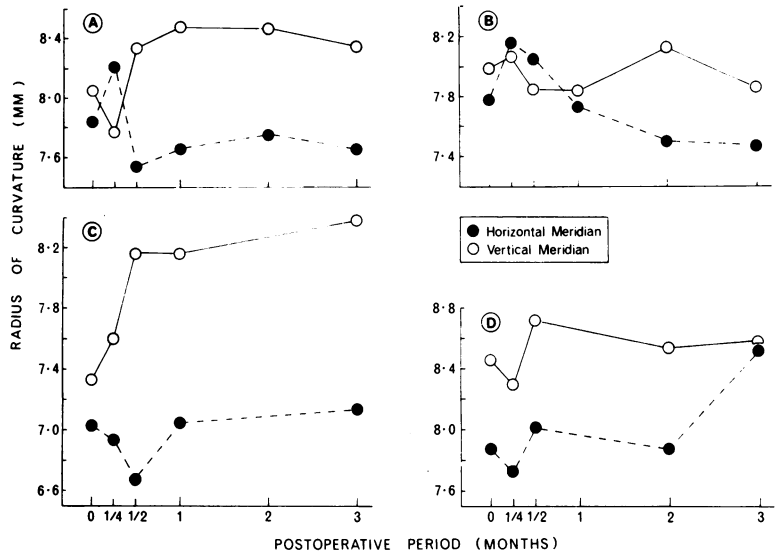 A
8·4
8·0
7·6
B
8·2
7·8
7·4
RADIUS OF CURVATURE (MM)
C
8·2
7·8
7·4
7·0
6·6
0 1/4 1/2 1 2 3
Horizontal Meridian
Vertical Meridian
D
8·8
8·4
8·0
7·6
0 1/4 1/2 1 2 3
POSTOPERATIVE PERIOD (MONTHS)